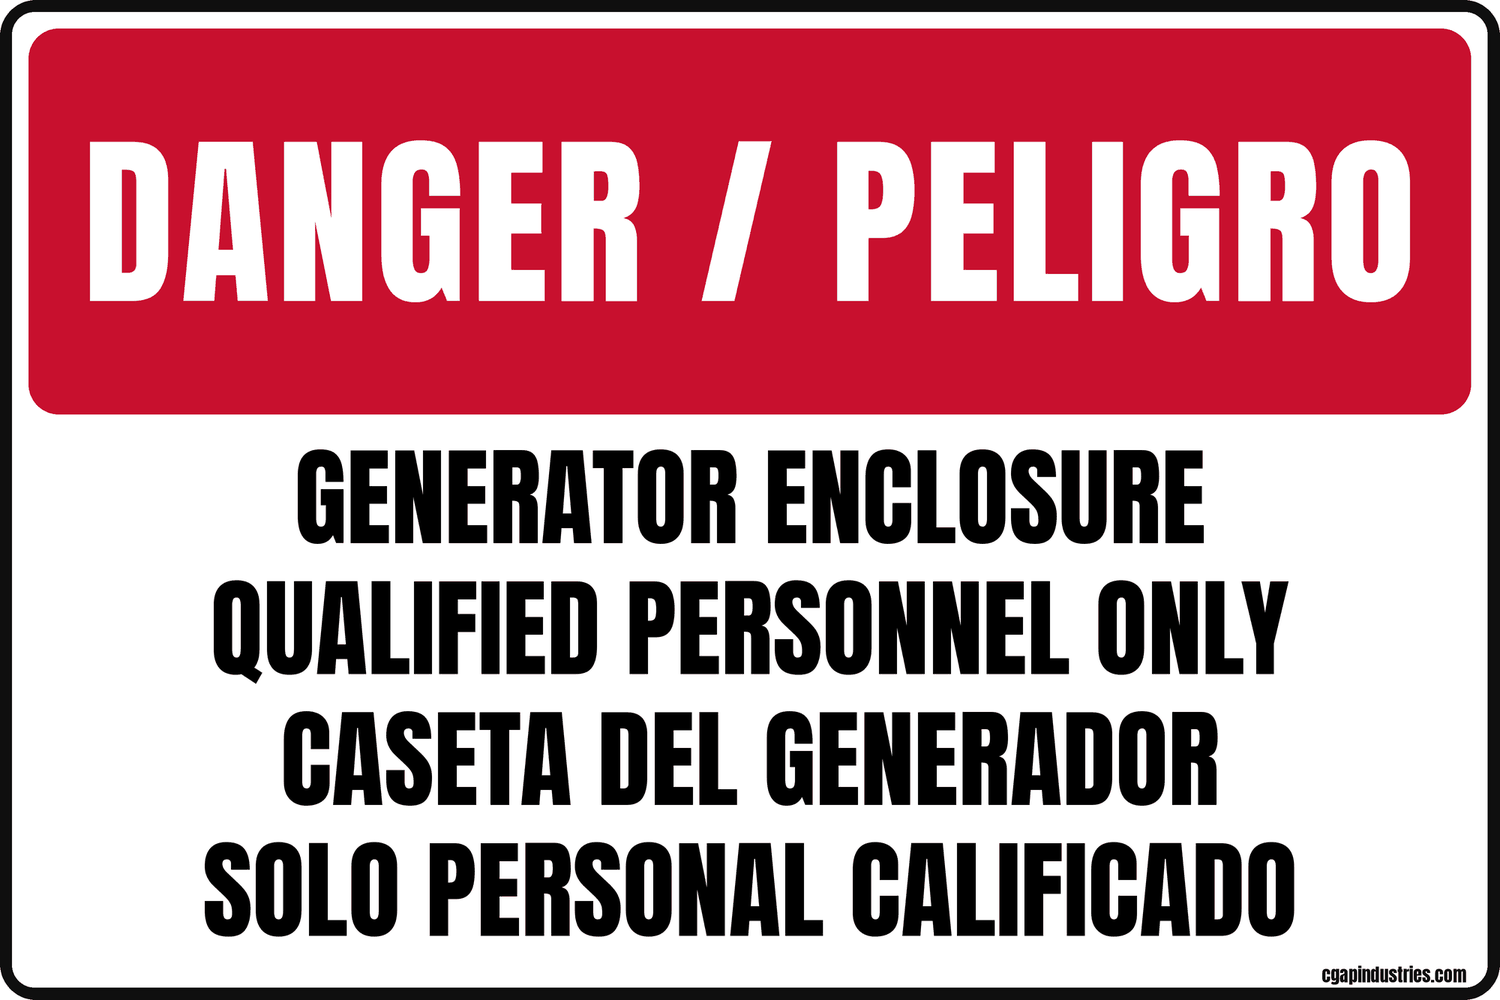 DANGER / PELIGRO
GENERATOR ENCLOSURE
QUALIFIED PERSONNEL ONLY
CASETA DEL GENERADOR
SOLO PERSONAL CALIFICADO
cgapindustries.com